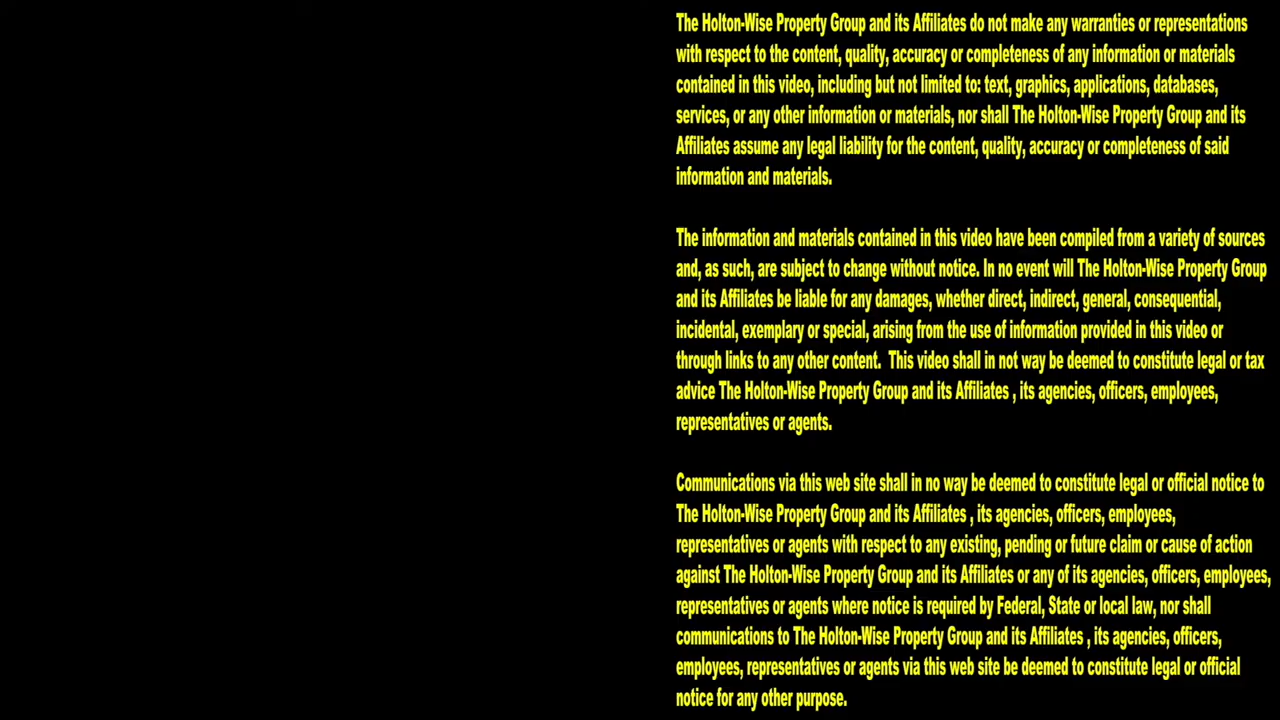 The Holton-Wise Property Group and its Affiliates do not make any warranties or representations
with respect to the content, quality, accuracy or completeness of any information or materials
contained in this video, including but not limited to: text, graphics, applications, databases,
services, or any other information or materials, nor shall The Holton-Wise Property Group and its
Affiliates assume any legal liability for the content, quality, accuracy or completeness of said
information and materials.
The information and materials contained in this video have been compiled from a variety of sources
and, as such, are subject to change without notice. In no event will The Holton-Wise Property Group
and its Affiliates be liable for any damages, whether direct, indirect, general, consequential,
incidental, exemplary or special, arising from the use of information provided in this video or
through links to any other content.  This video shall in not way be deemed to constitute legal or tax
advice The Holton-Wise Property Group and its Affiliates , its agencies, officers, employees,
representatives or agents.
Communications via this web site shall in no way be deemed to constitute legal or official notice to
The Holton-Wise Property Group and its Affiliates , its agencies, officers, employees,
representatives or agents with respect to any existing, pending or future claim or cause of action
against The Holton-Wise Property Group and its Affiliates or any of its agencies, officers, employees,
representatives or agents where notice is required by Federal, State or local law, nor shall
communications to The Holton-Wise Property Group and its Affiliates , its agencies, officers,
employees, representatives or agents via this web site be deemed to constitute legal or official
notice for any other purpose.